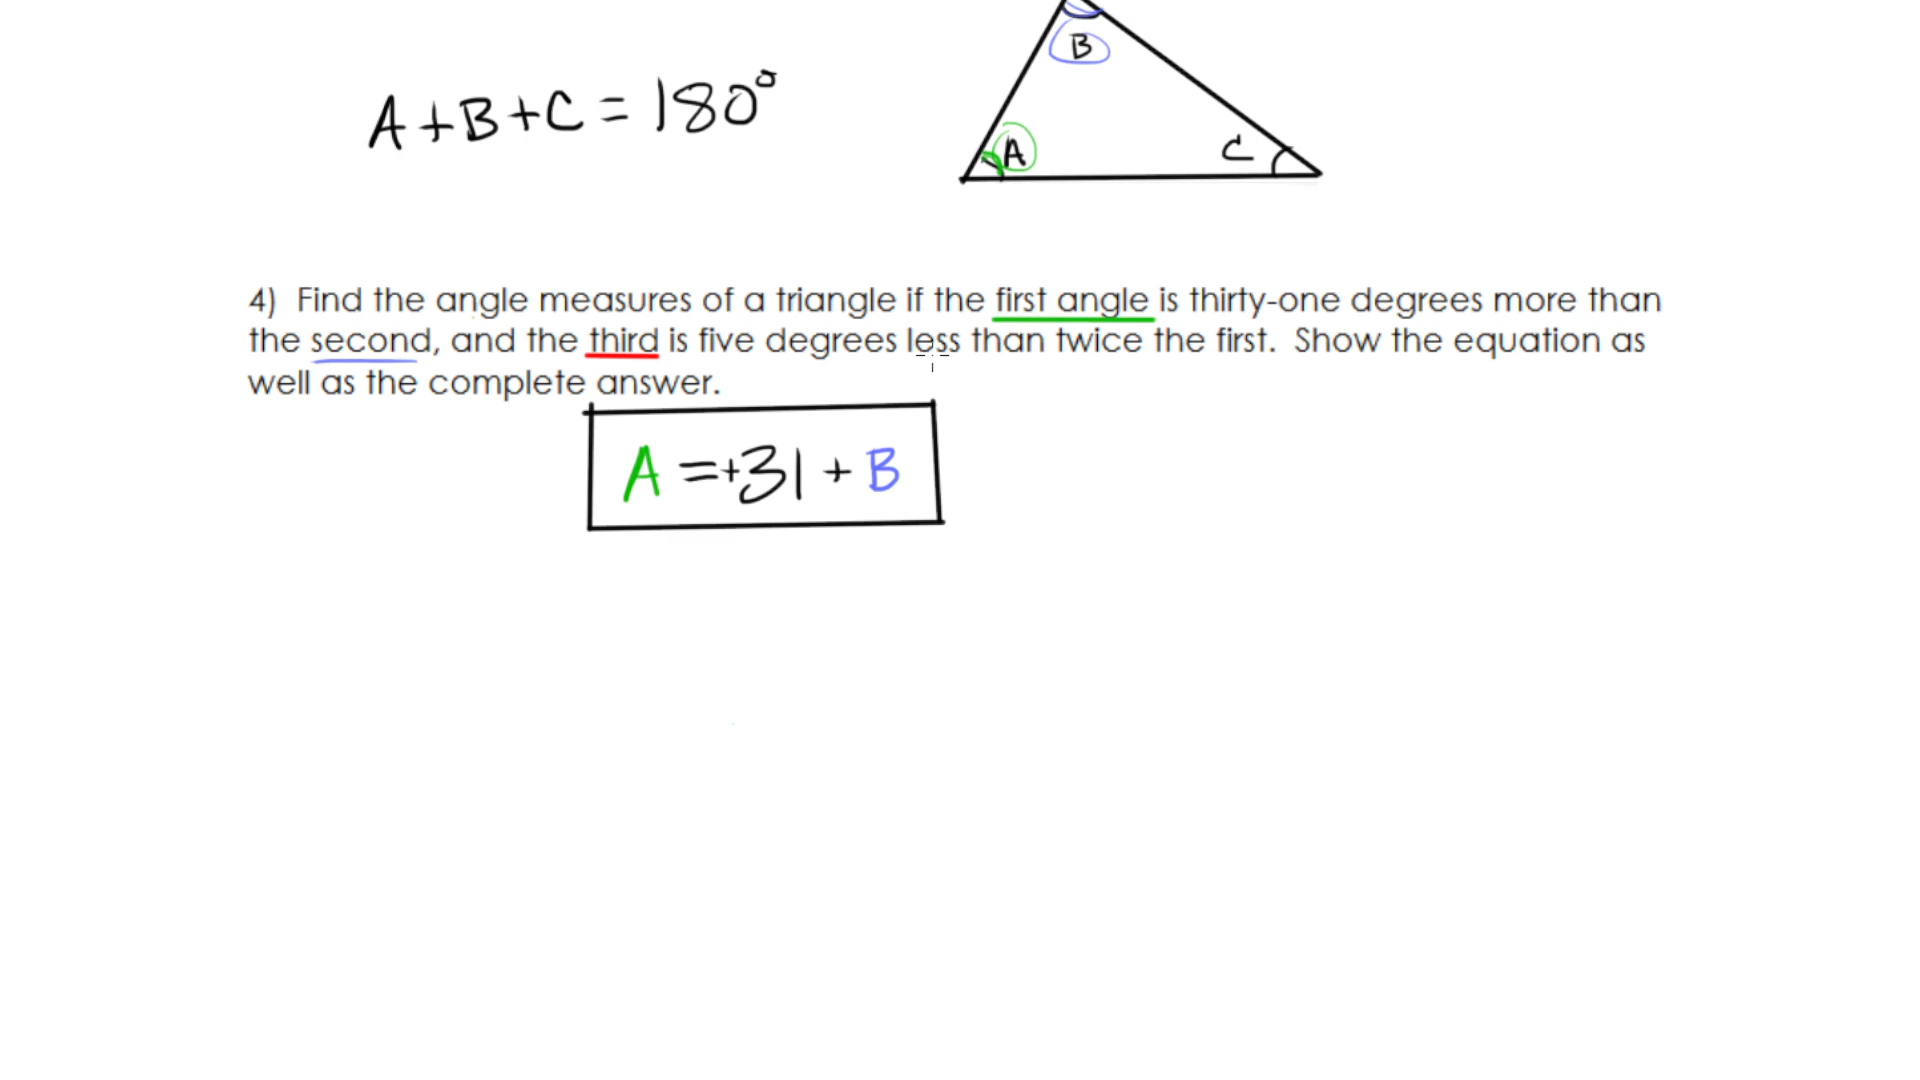 B
A+B+C = 180°
A
C
4) Find the angle measures of a triangle if the first angle is thirty-one degrees more than
the second, and the third is five degrees less than twice the first. Show the equation as
well as the complete answer.
A =+31 + B